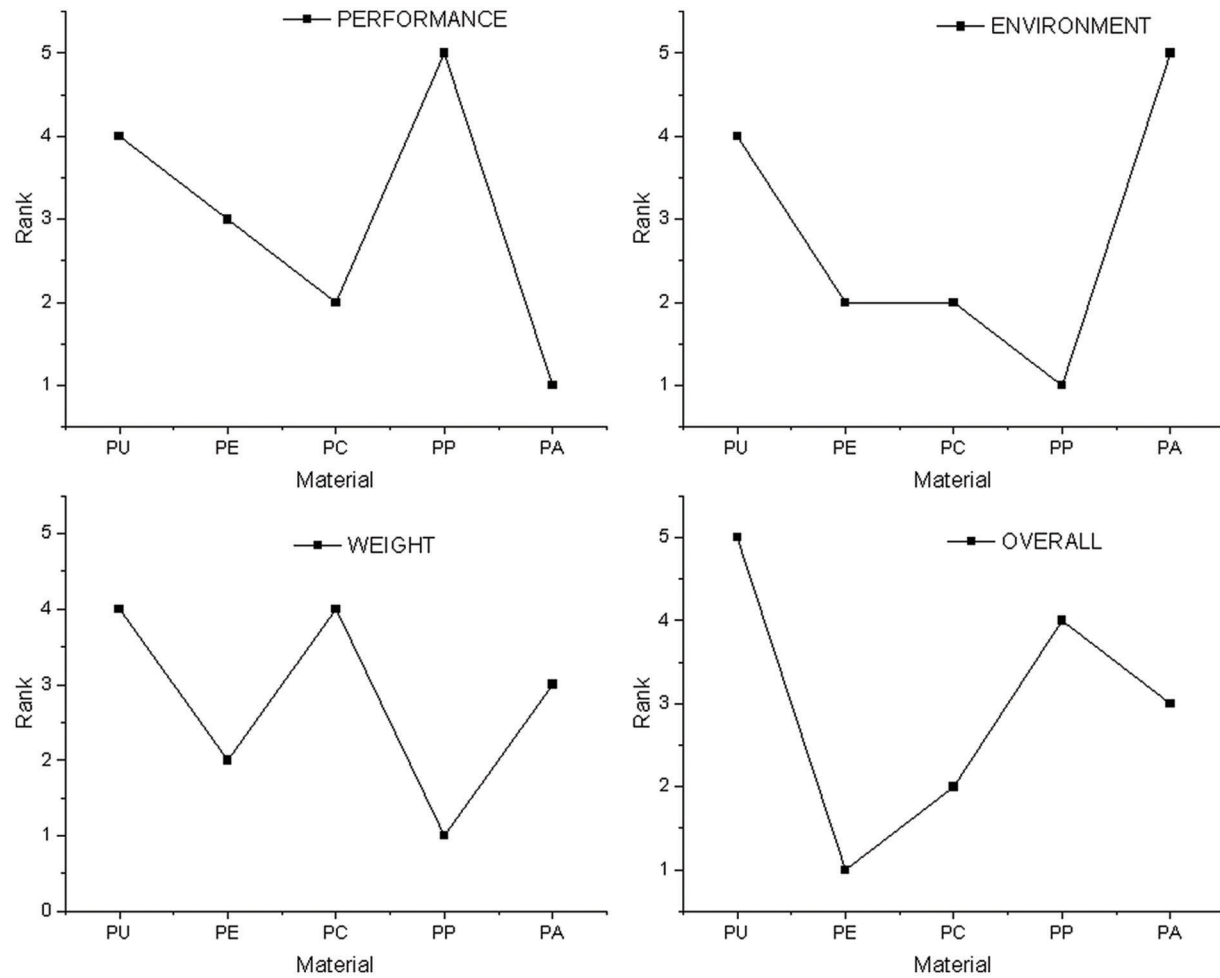 PERFORMANCE
5
4
3
2
1
Rank
PU PE PC PP PA
Material
ENVIRONMENT
5
4
3
2
1
Rank
PU PE PC PP PA
Material
WEIGHT
5
4
3
2
1
0
Rank
PU PE PC PP PA
Material
OVERALL
5
4
3
2
1
Rank
PU PE PC PP PA
Material